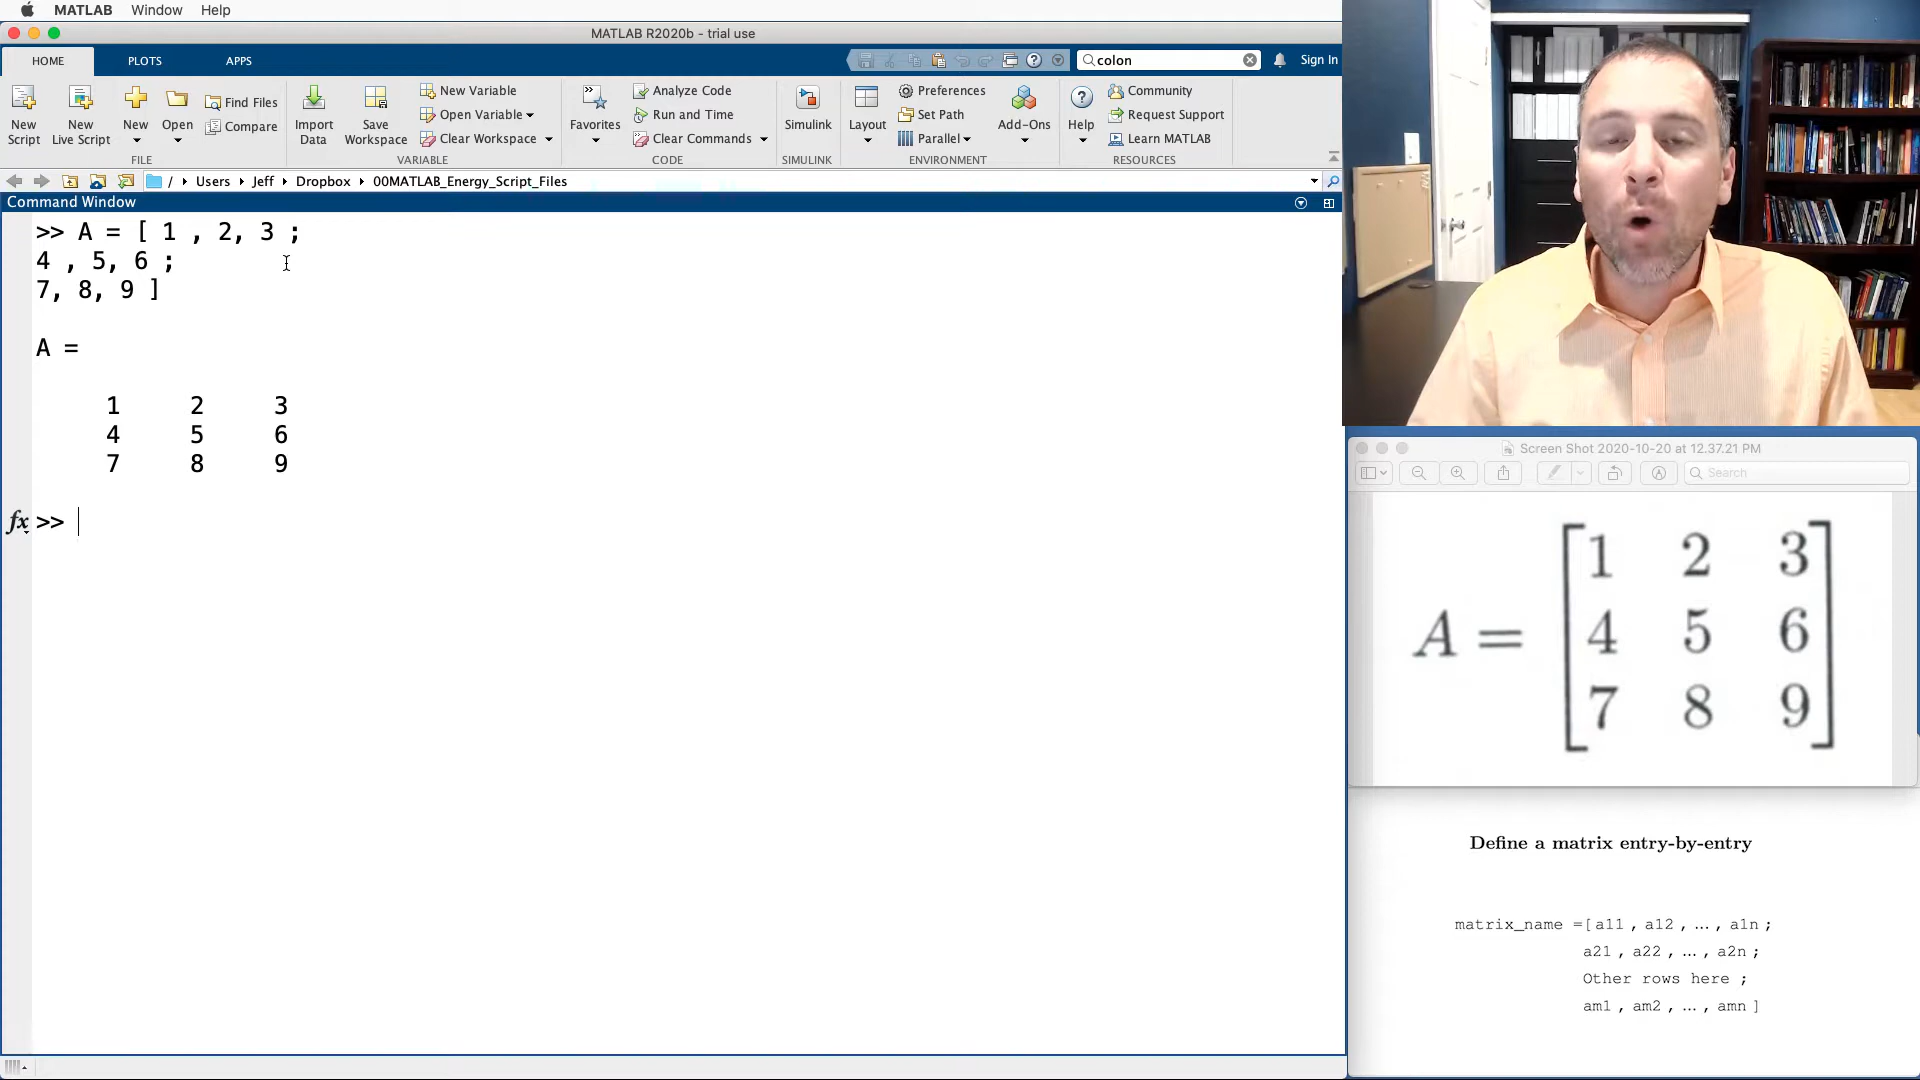 MATLAB Window Help
MATLAB R2020b - trial use
HOME PLOTS APPS
colon
Sign In
New Script
New Live Script
New
Open
Find Files
Compare
Import Data
Save Workspace
New Variable
Open Variable
Clear Workspace
Favorites
Analyze Code
Run and Time
Clear Commands
Simulink
Layout
Preferences
Set Path
Parallel
Add-Ons
Help
Community
Request Support
Learn MATLAB
FILE VARIABLE CODE SIMULINK ENVIRONMENT RESOURCES
/ Users Jeff Dropbox 00MATLAB_Energy_Script_Files
Command Window
>> A = [ 1 , 2, 3 ;
4 , 5, 6 ;
7, 8, 9 ]
A =
1 2 3
4 5 6
7 8 9
fx >>
Screen Shot 2020-10-20 at 12.37.21 PM
Search
A = [1 2 3
4 5 6
7 8 9]
Define a matrix entry-by-entry
matrix_name =[ a11 , a12 , ... , a1n ;
a21 , a22 , ... , a2n ;
Other rows here ;
am1 , am2 , ... , amn ]